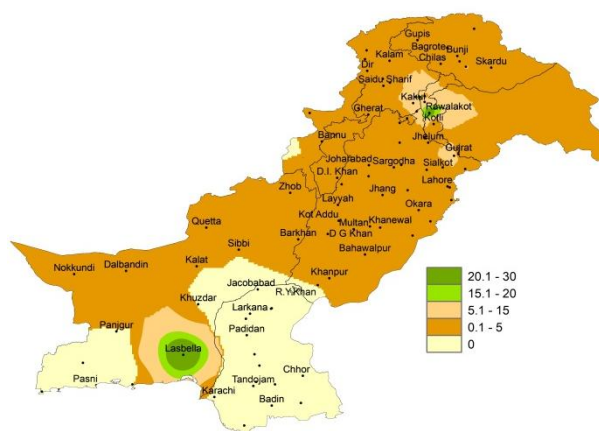 Gupis
Bagrote Bunji
Kalam Chilas
Dir Skardu
Saidu Sharif
Kakul
Rawalakot
Gherat Kotli
Bannu Jhelum
Gujrat
Johalabad Sargodha Sialkot
D.I. Khan
Zhob Lahore
Layyah Jhang
Okara
Kot Addu
Quetta Multan Khanewal
Barkhan D G Khan
Sibbi
Bahawalpur
Kalat
Dalbandin
Nokkundi Khanpur
Jacobabad R.Y.Khan
Khuzdar
Larkana
Panjgur Padidan
Lasbella
Pasni Tandojam Chhor
Karachi
Badin
20.1 - 30
15.1 - 20
5.1 - 15
0.1 - 5
0